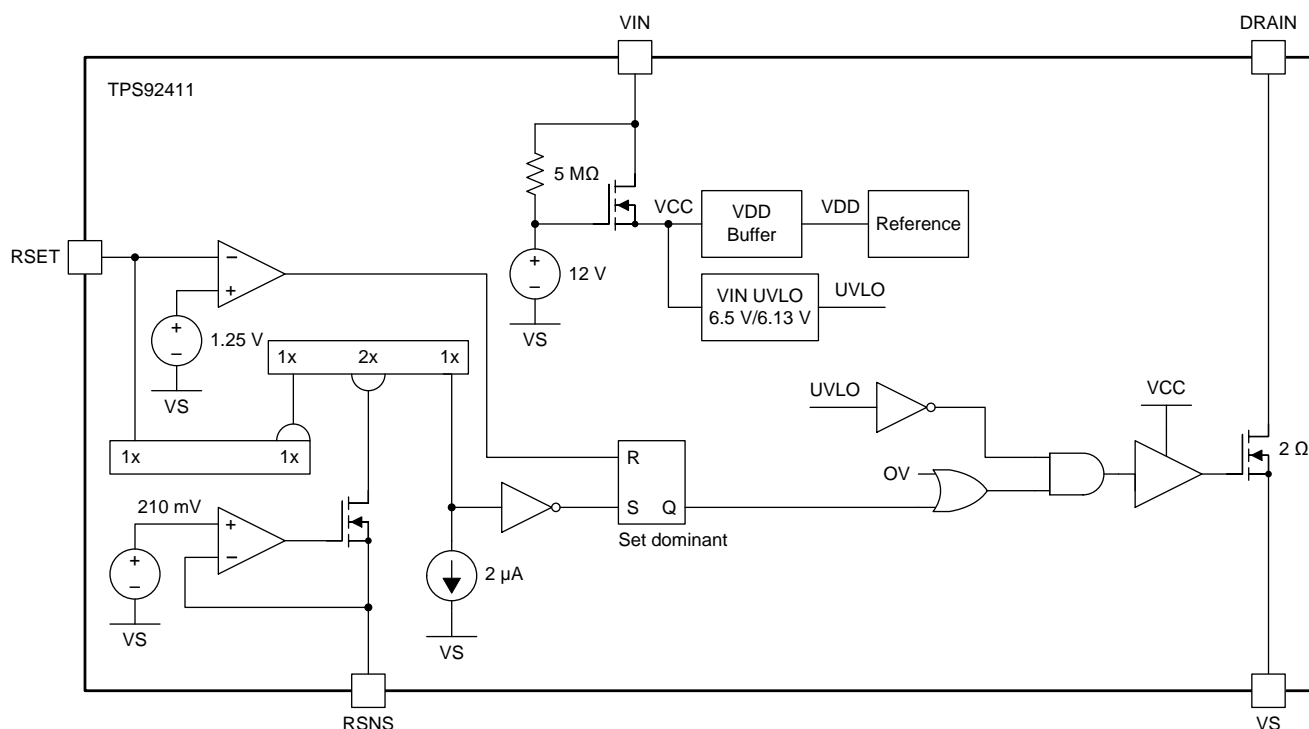 VIN
DRAIN
TPS92411
5 MΩ
VCC
VDD
Buffer
VDD
Reference
RSET
−
+
+
−
12 V
VIN UVLO
6.5 V/6.13 V
UVLO
VS
+
−
1.25 V
VS
1x
2x
1x
1x
1x
UVLO
VCC
2 Ω
210 mV
R
S
Q
OV
Set dominant
+
−
+
−
2 µA
VS
VS
RSNS
VS